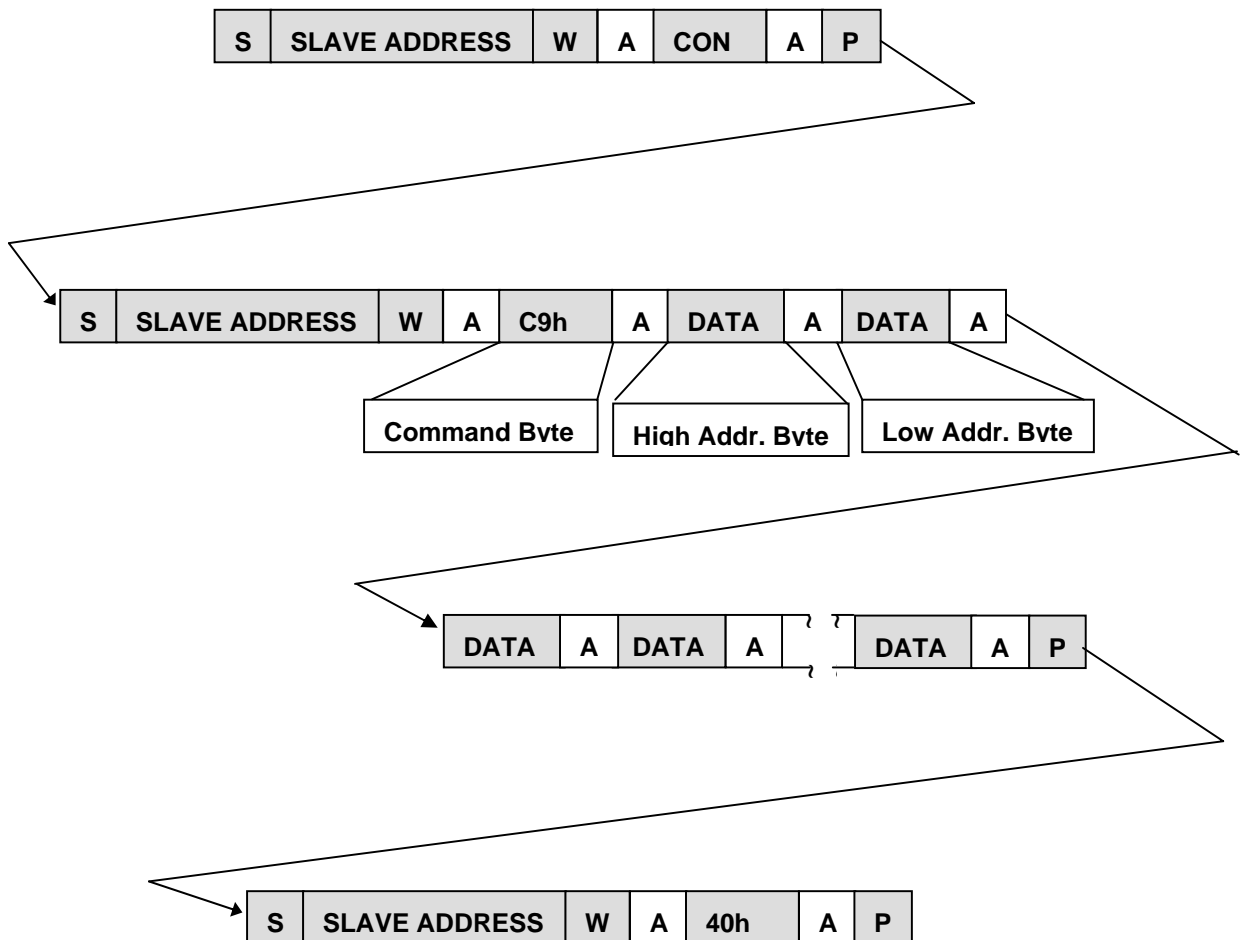 S SLAVE ADDRESS W A CON A P
S SLAVE ADDRESS W A C9h A DATA A DATA A
Command Byte High Addr. Byte Low Addr. Byte
DATA A DATA A ~ ~ DATA A P
S SLAVE ADDRESS W A 40h A P